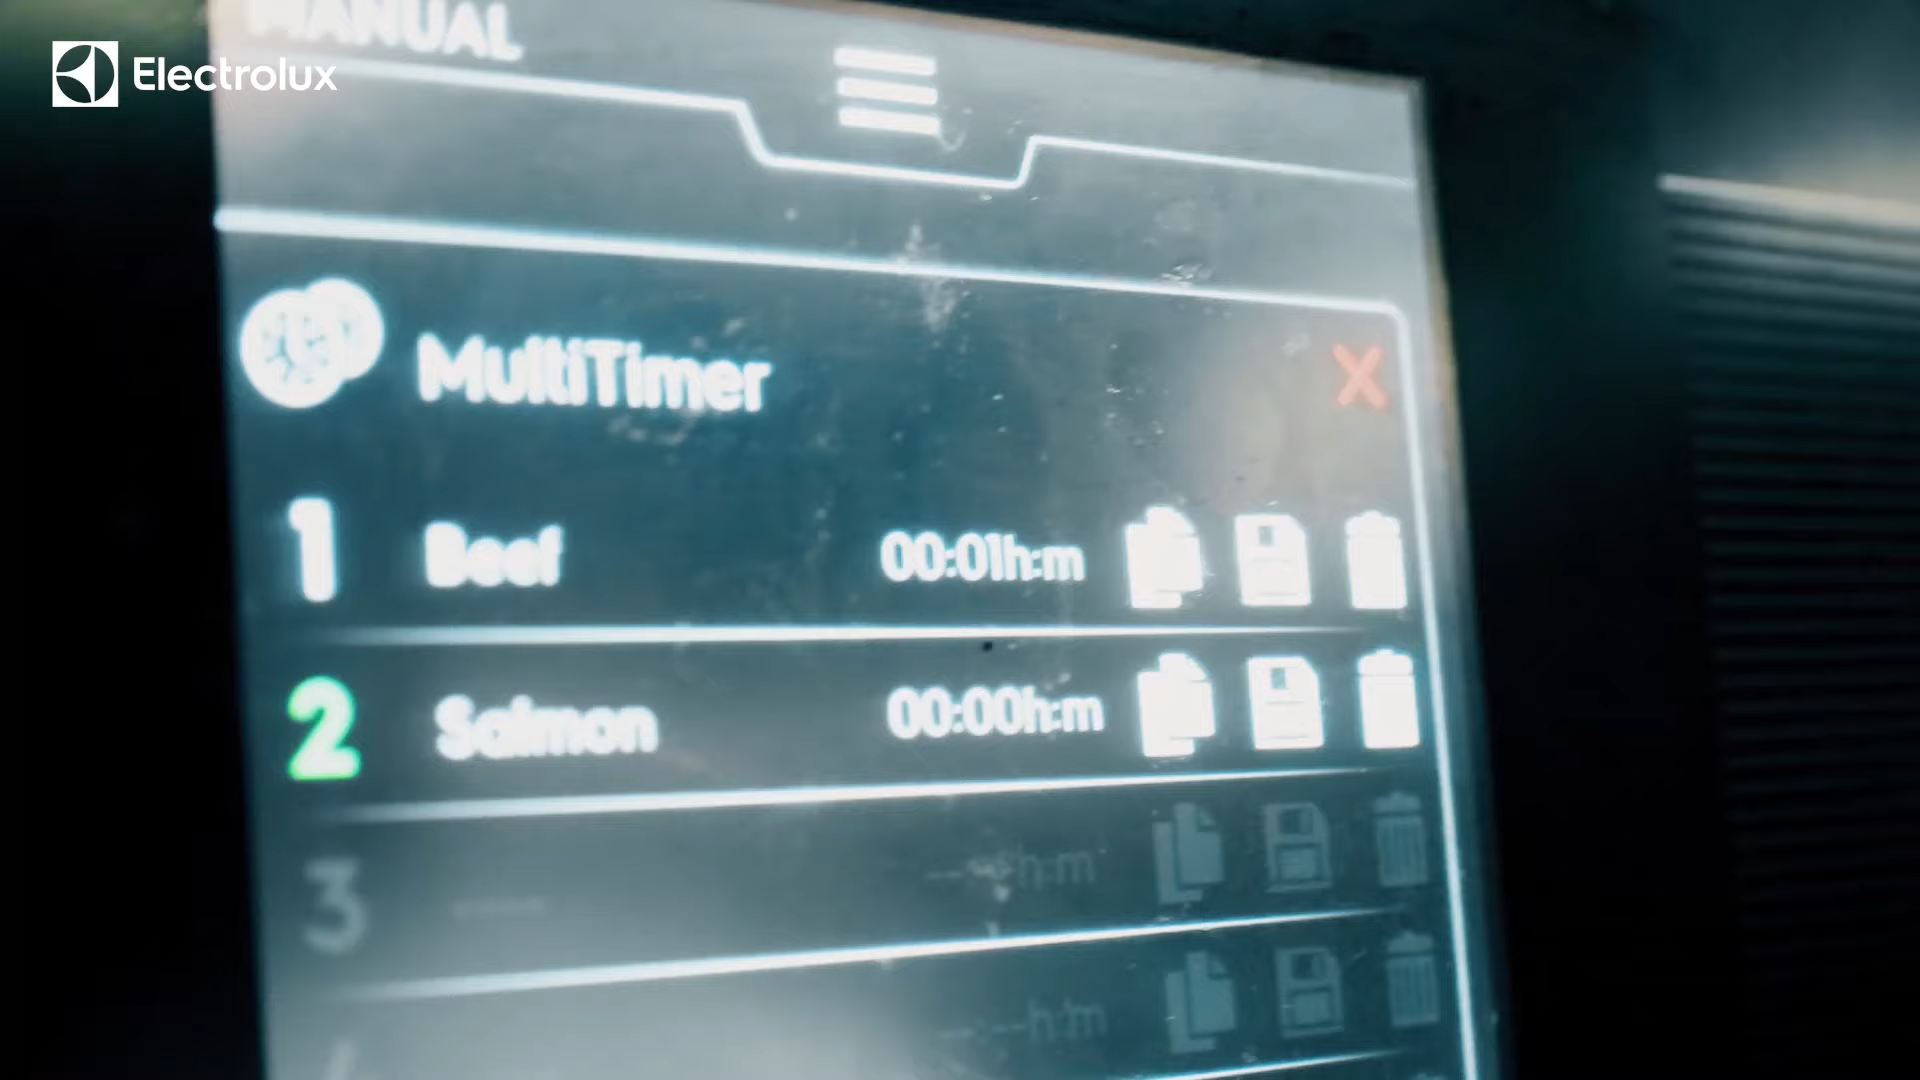 Electrolux
MANUAL
MultiTimer
1 Beef 00:01h:m
2 Salmon 00:00h:m
3 ----- --:--h:m
--:--h:m